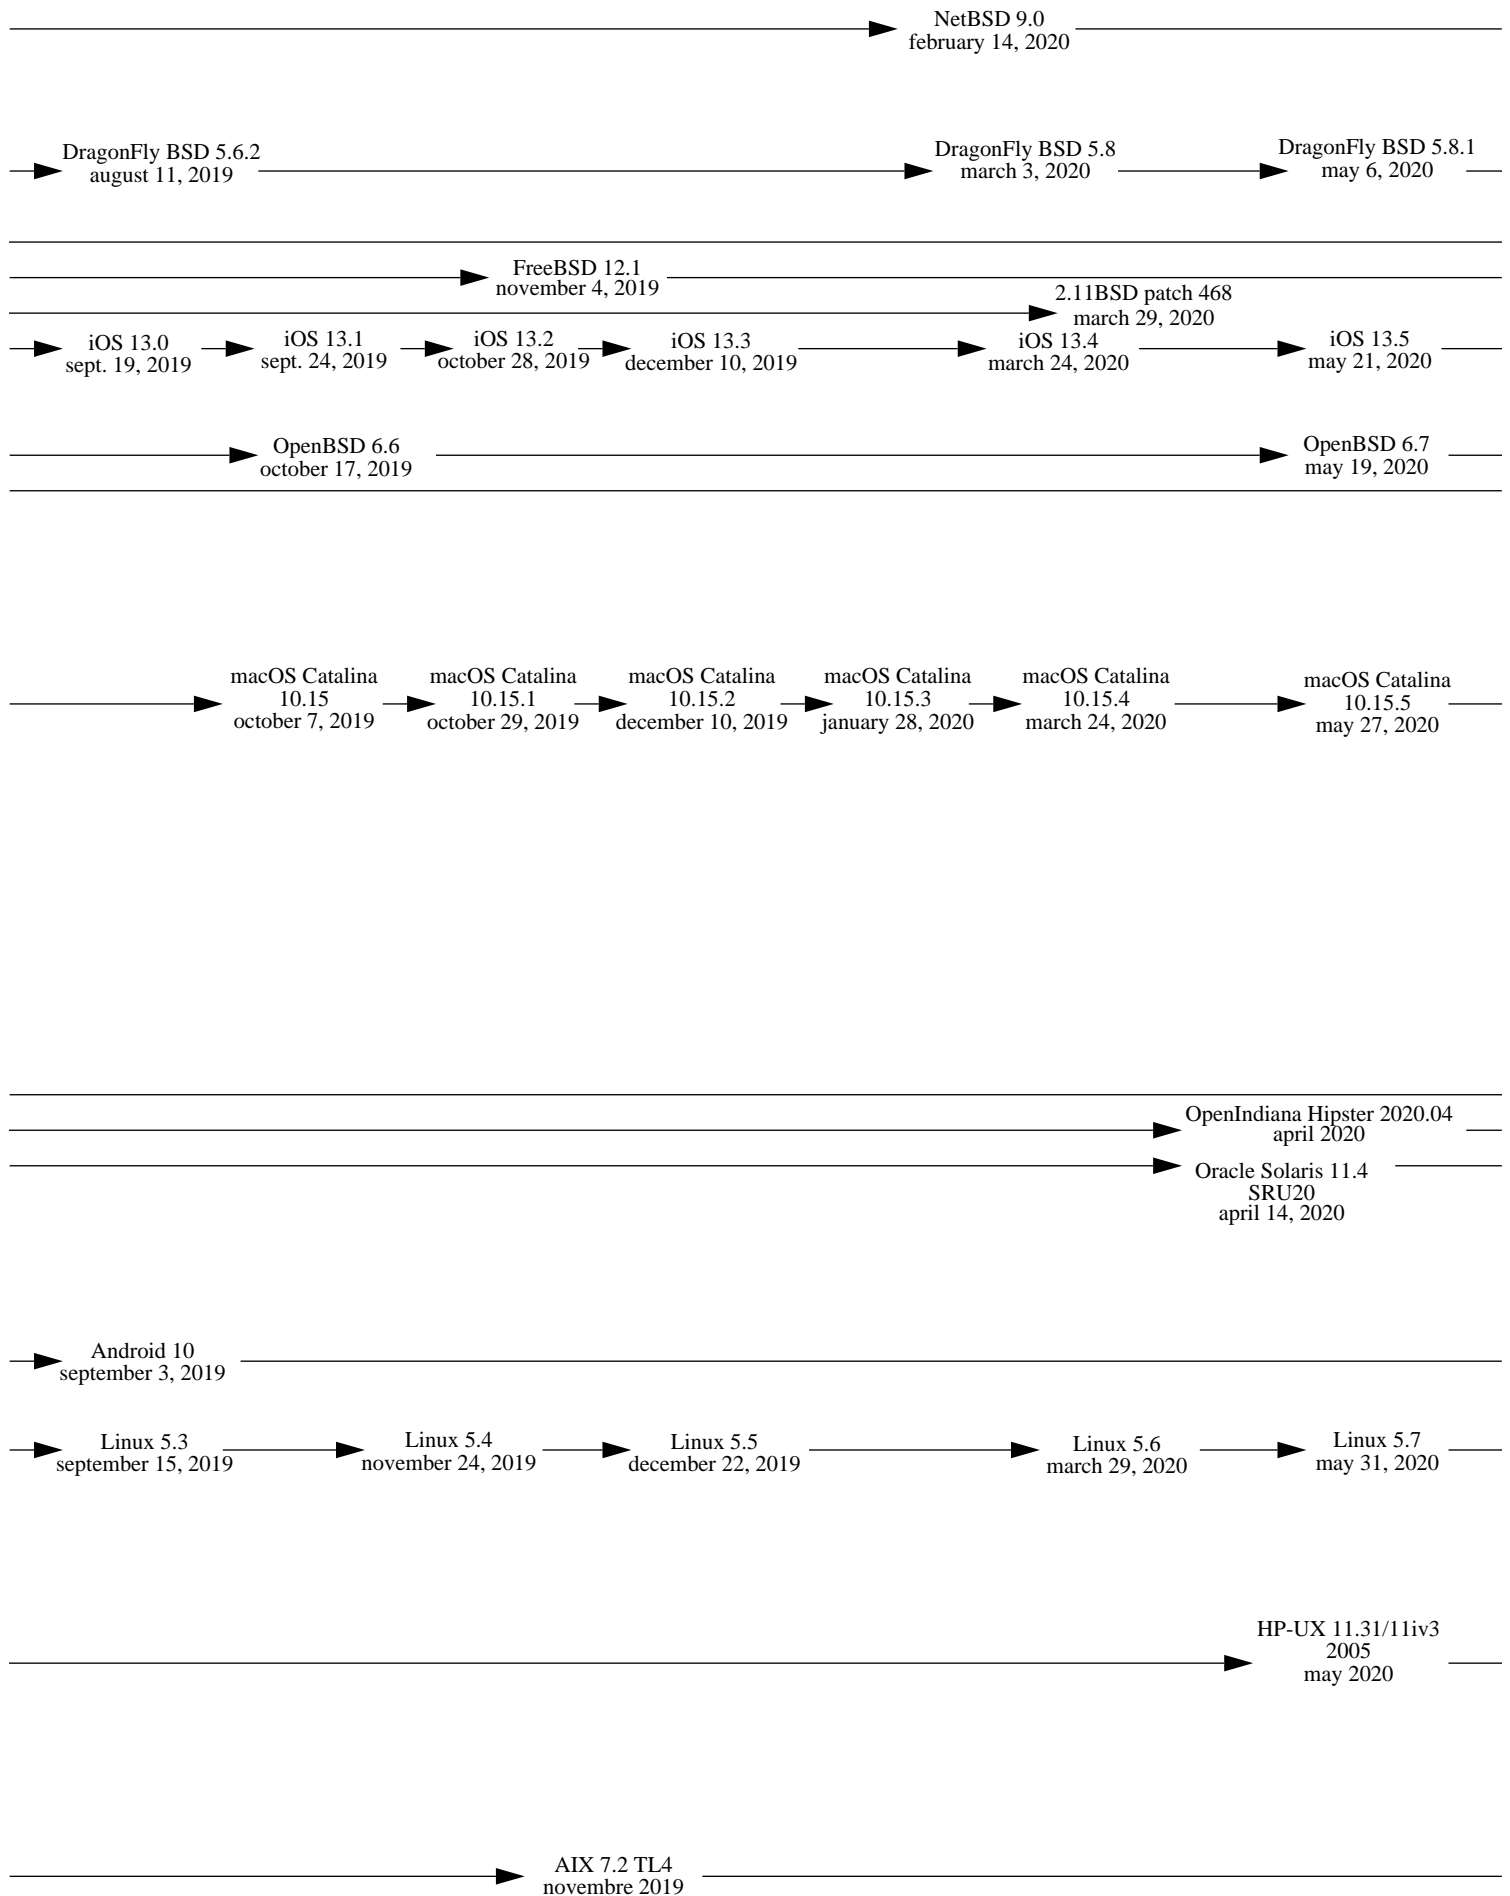 NetBSD 9.0
february 14, 2020
DragonFly BSD 5.6.2
august 11, 2019
DragonFly BSD 5.8
march 3, 2020
DragonFly BSD 5.8.1
may 6, 2020
FreeBSD 12.1
november 4, 2019
2.11BSD patch 468
march 29, 2020
iOS 13.0
sept. 19, 2019
iOS 13.1
sept. 24, 2019
iOS 13.2
october 28, 2019
iOS 13.3
december 10, 2019
iOS 13.4
march 24, 2020
iOS 13.5
may 21, 2020
OpenBSD 6.6
october 17, 2019
OpenBSD 6.7
may 19, 2020
macOS Catalina
10.15
october 7, 2019
macOS Catalina
10.15.1
october 29, 2019
macOS Catalina
10.15.2
december 10, 2019
macOS Catalina
10.15.3
january 28, 2020
macOS Catalina
10.15.4
march 24, 2020
macOS Catalina
10.15.5
may 27, 2020
OpenIndiana Hipster 2020.04
april 2020
Oracle Solaris 11.4
SRU20
april 14, 2020
Android 10
september 3, 2019
Linux 5.3
september 15, 2019
Linux 5.4
november 24, 2019
Linux 5.5
december 22, 2019
Linux 5.6
march 29, 2020
Linux 5.7
may 31, 2020
HP-UX 11.31/11iv3
2005
may 2020
AIX 7.2 TL4
novembre 2019